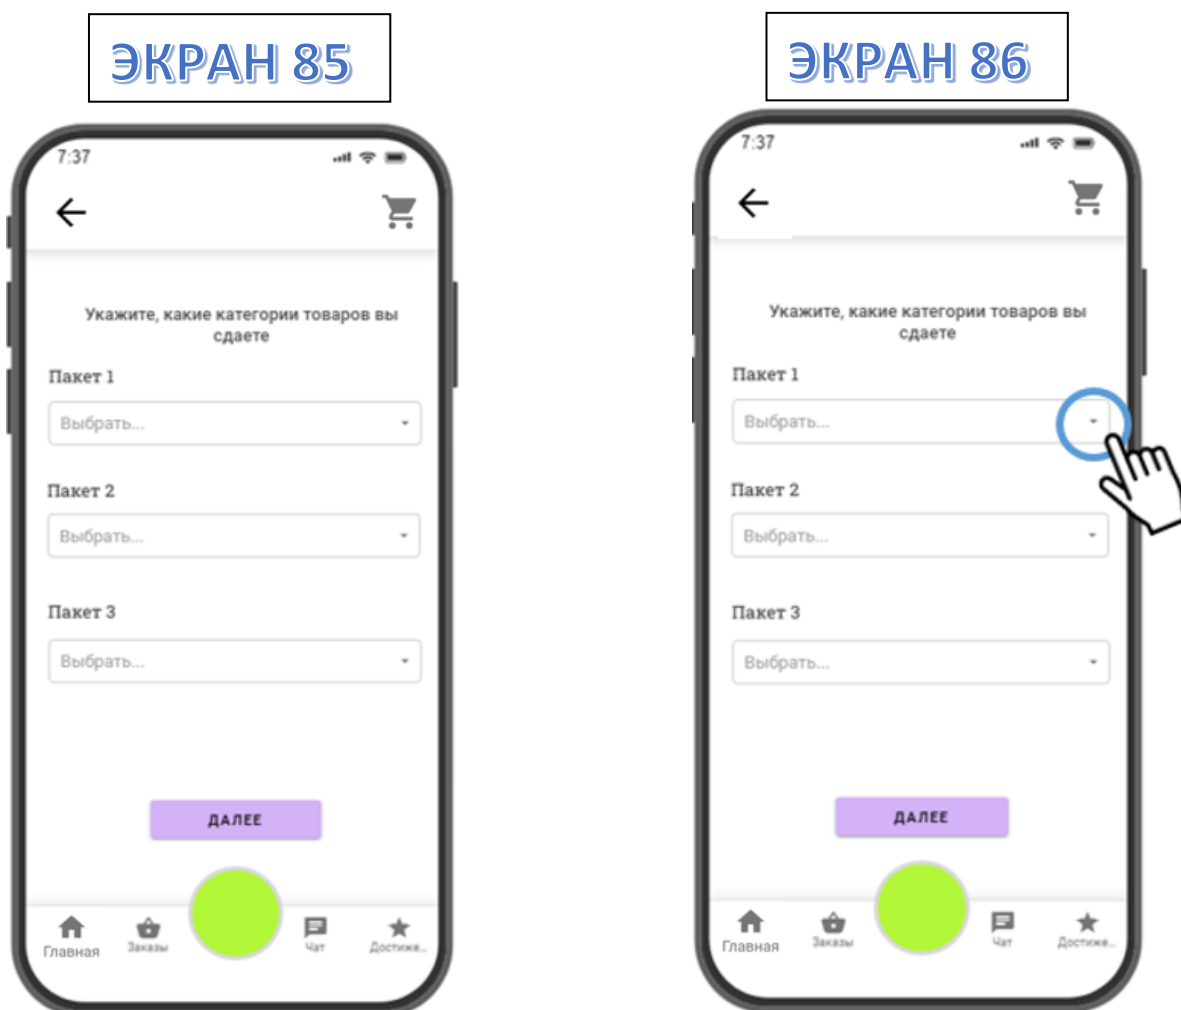 ЭКРАН 85
7:37
Укажите, какие категории товаров вы
сдаете
Пакет 1
Выбрать...
Пакет 2
Выбрать...
Пакет 3
Выбрать...
ДАЛЕЕ
Главная
Заказы
Чат
Достиже...
ЭКРАН 86
7:37
Укажите, какие категории товаров вы
сдаете
Пакет 1
Выбрать...
Пакет 2
Выбрать...
Пакет 3
Выбрать...
ДАЛЕЕ
Главная
Заказы
Чат
Достиже...